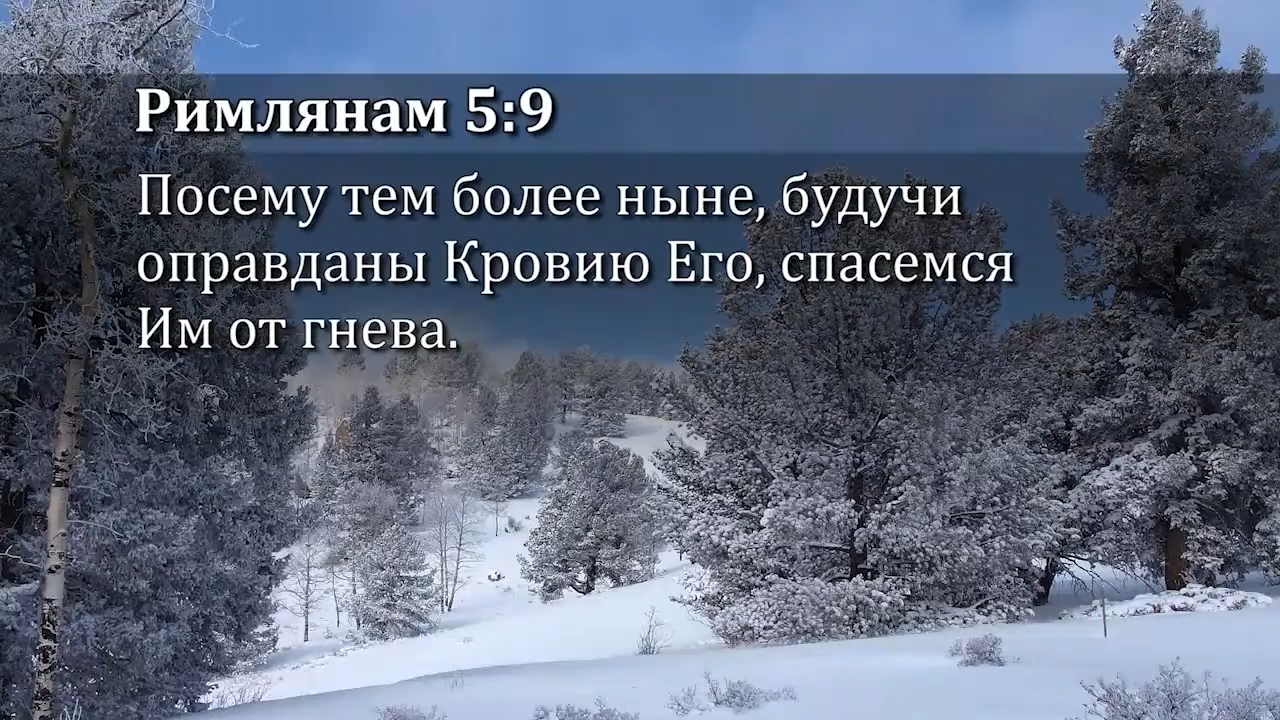 Римлянам 5:9
Посему тем более ныне, будучи
оправданы Кровию Его, спасемся
Им от гнева.